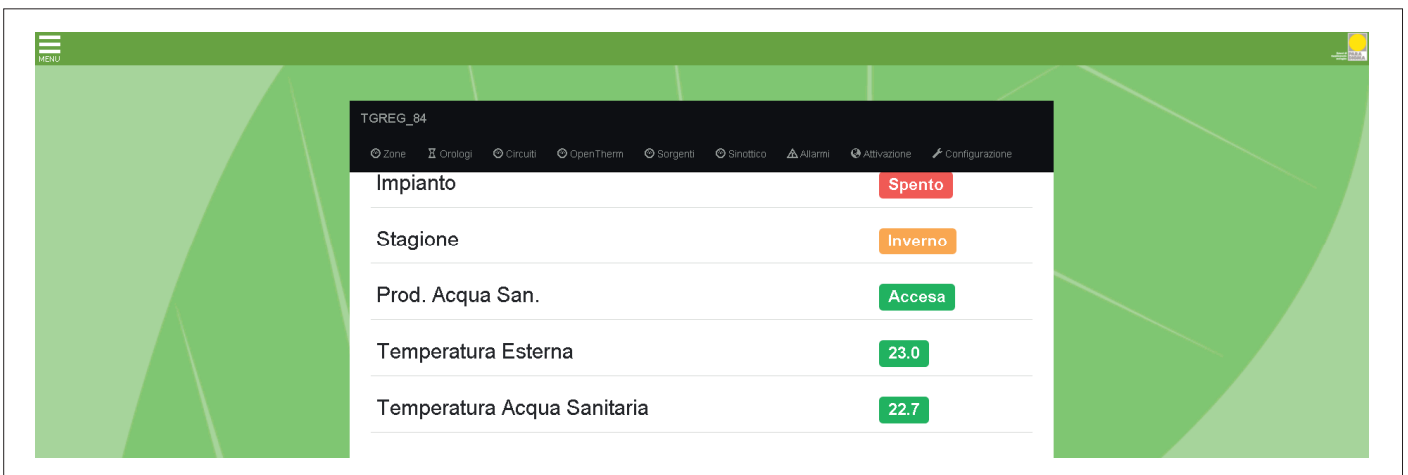 MENU
TGREG_84
Zone Orologi Circuiti OpenTherm Sorgenti Sinottico Allarmi Attivazione Configurazione
Impianto Spento
Stagione Inverno
Prod. Acqua San. Accesa
Temperatura Esterna 23.0
Temperatura Acqua Sanitaria 22.7